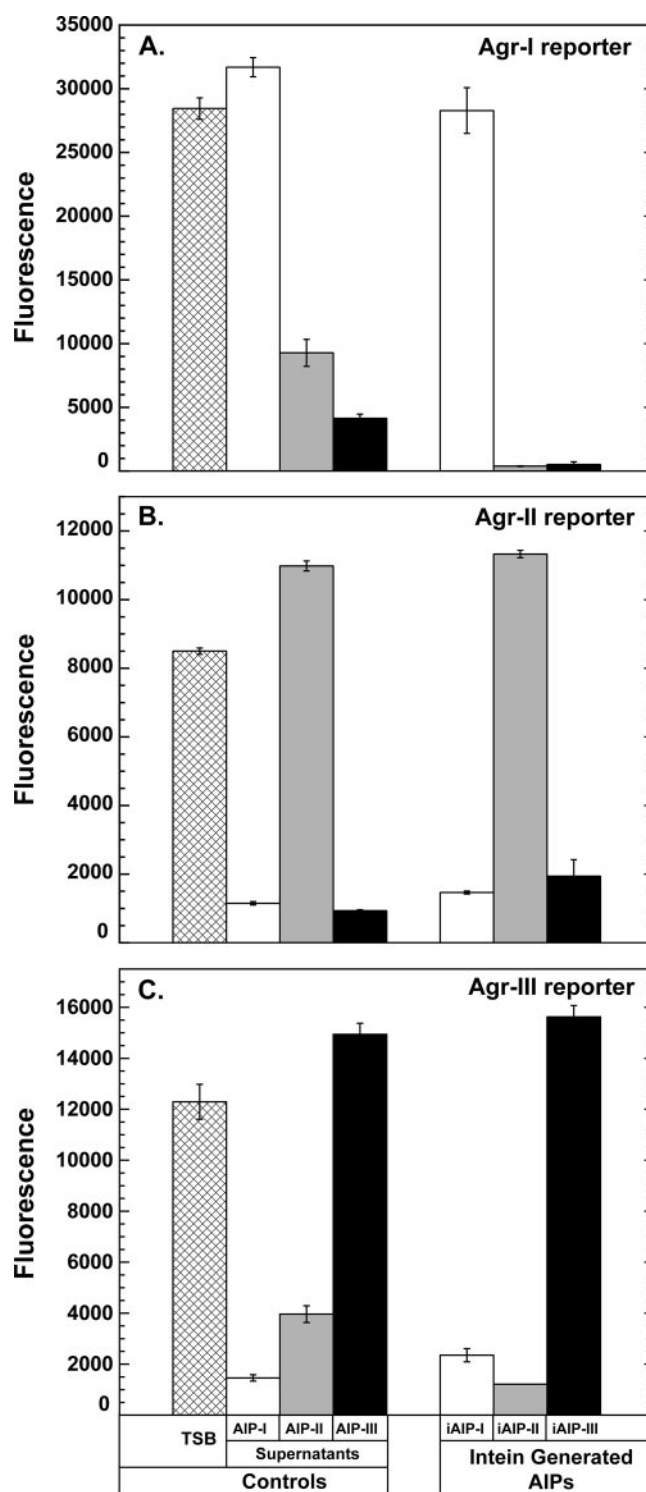 A. Agr-I reporter
35000
30000
25000
20000
15000
10000
5000
0
Fluorescence
B. Agr-II reporter
12000
10000
8000
6000
4000
2000
0
Fluorescence
C. Agr-III reporter
16000
14000
12000
10000
8000
6000
4000
2000
0
Fluorescence
TSB AIP-I AIP-II AIP-III iAIP-I iAIP-II iAIP-III
Supernatants
Controls
Intein Generated
AIPs